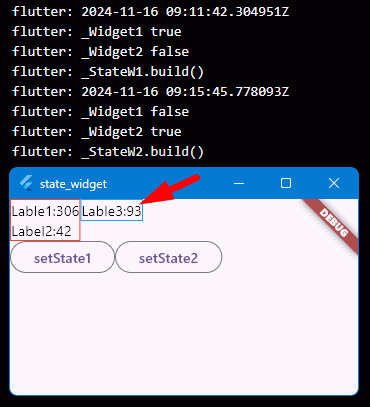 flutter: 2024-11-16 09:11:42.304951Z
flutter: _Widget1 true
flutter: _Widget2 false
flutter: _StateW1.build()
flutter: 2024-11-16 09:15:45.778093Z
flutter: _Widget1 false
flutter: _Widget2 true
flutter: _StateW2.build()
state_widget
Lable1:306 Lable3:93
Label2:42
DEBUG
setState1 setState2